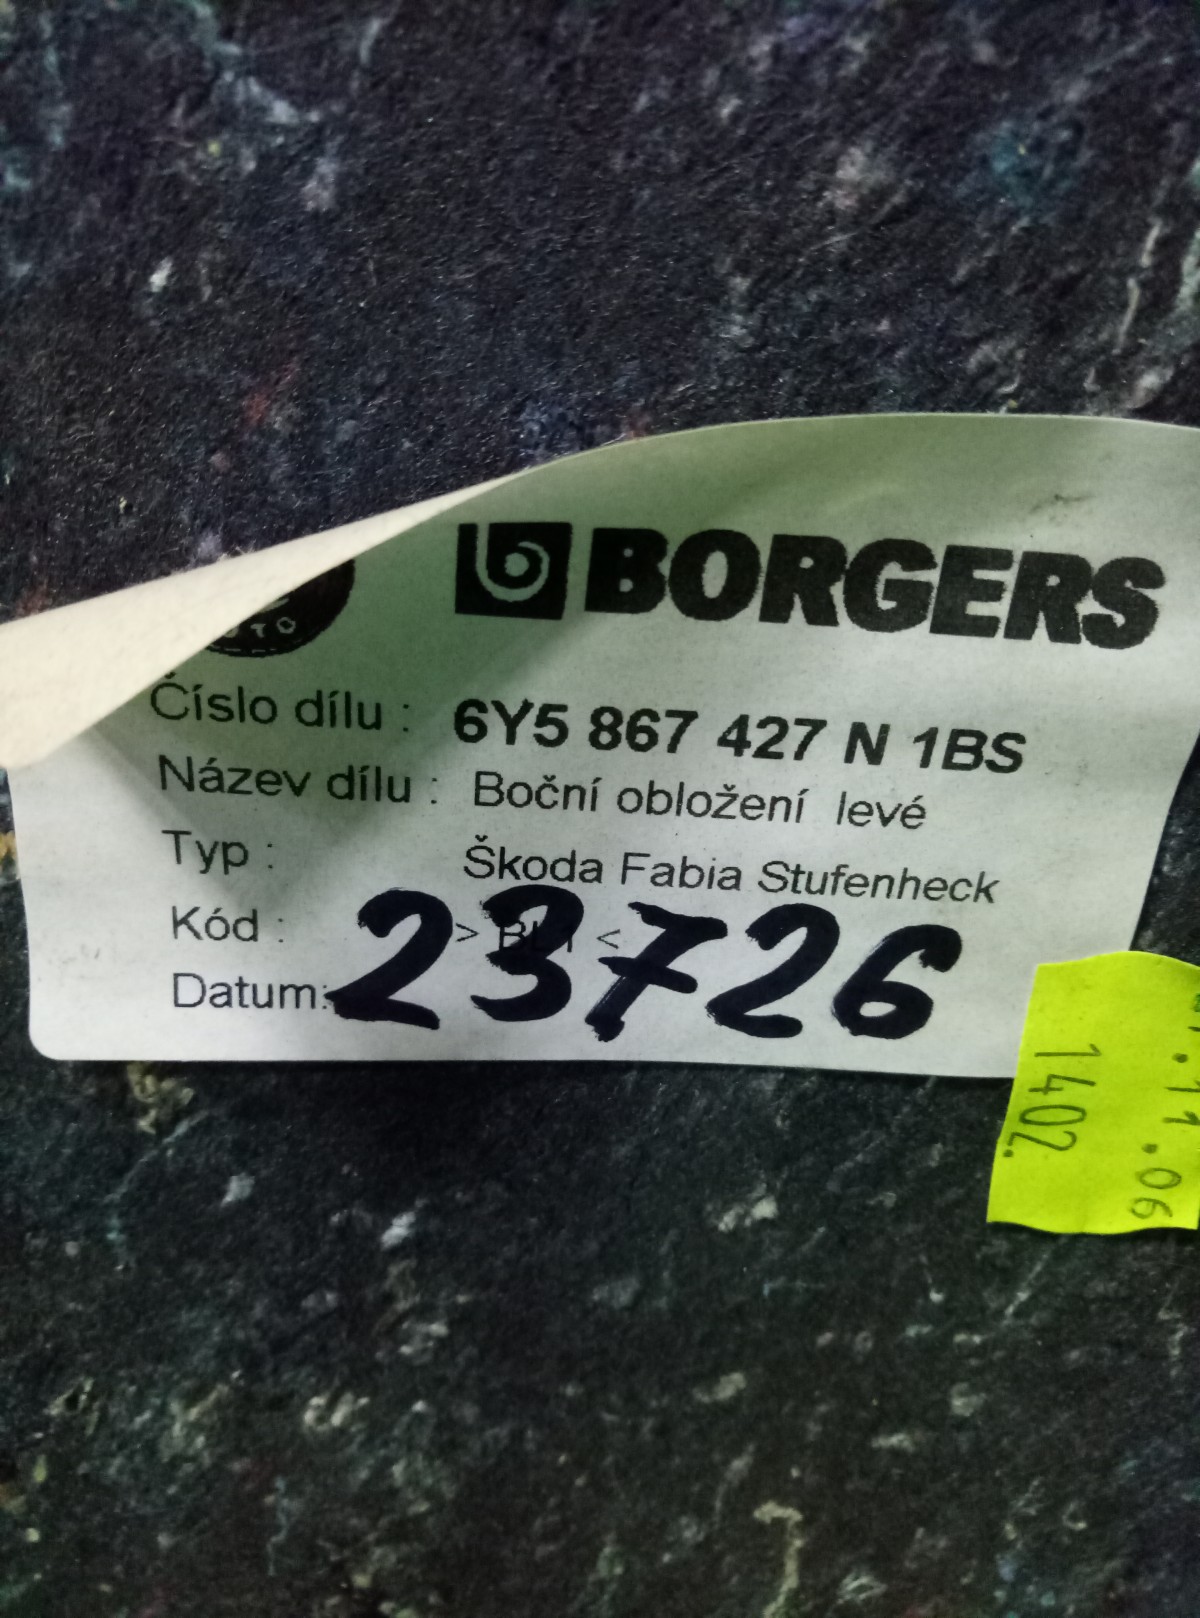 BORGERS
Číslo dílu : 6Y5 867 427 N 1BS
Název dílu : Boční obložení levé
Typ : Škoda Fabia Stufenheck
Kód : > <
Datum:
23726
.11.06
1402.